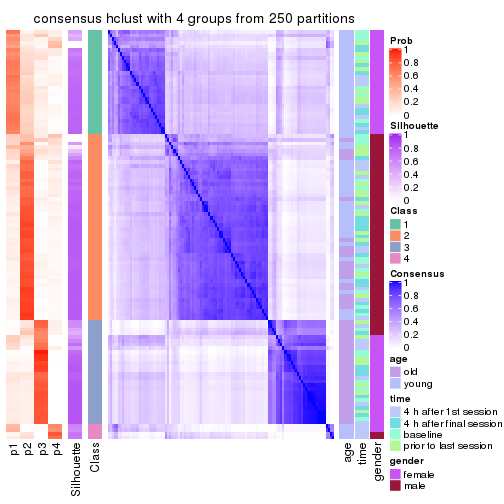 consensus hclust with 4 groups from 250 partitions
Prob
1
0.8
0.6
0.4
0.2
0
Silhouette
1
0.8
0.6
0.4
0.2
0
Class
1
2
3
4
Consensus
1
0.8
0.6
0.4
0.2
0
age
old
young
time
4 h after 1st session
4 h after final session
baseline
prior to last session
gender
female
male
p1
p2
p3
p4
Silhouette
Class
age
time
gender